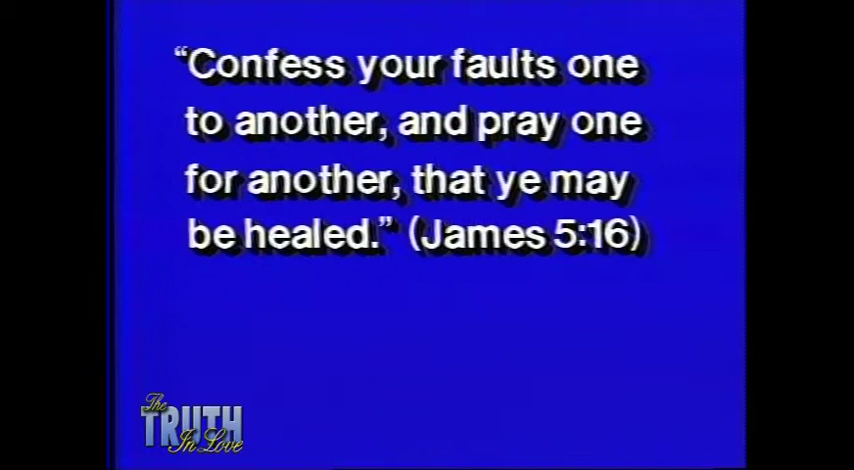 “Confess your faults one
to another, and pray one
for another, that ye may
be healed.” (James 5:16)
The
TRUTH
In Love